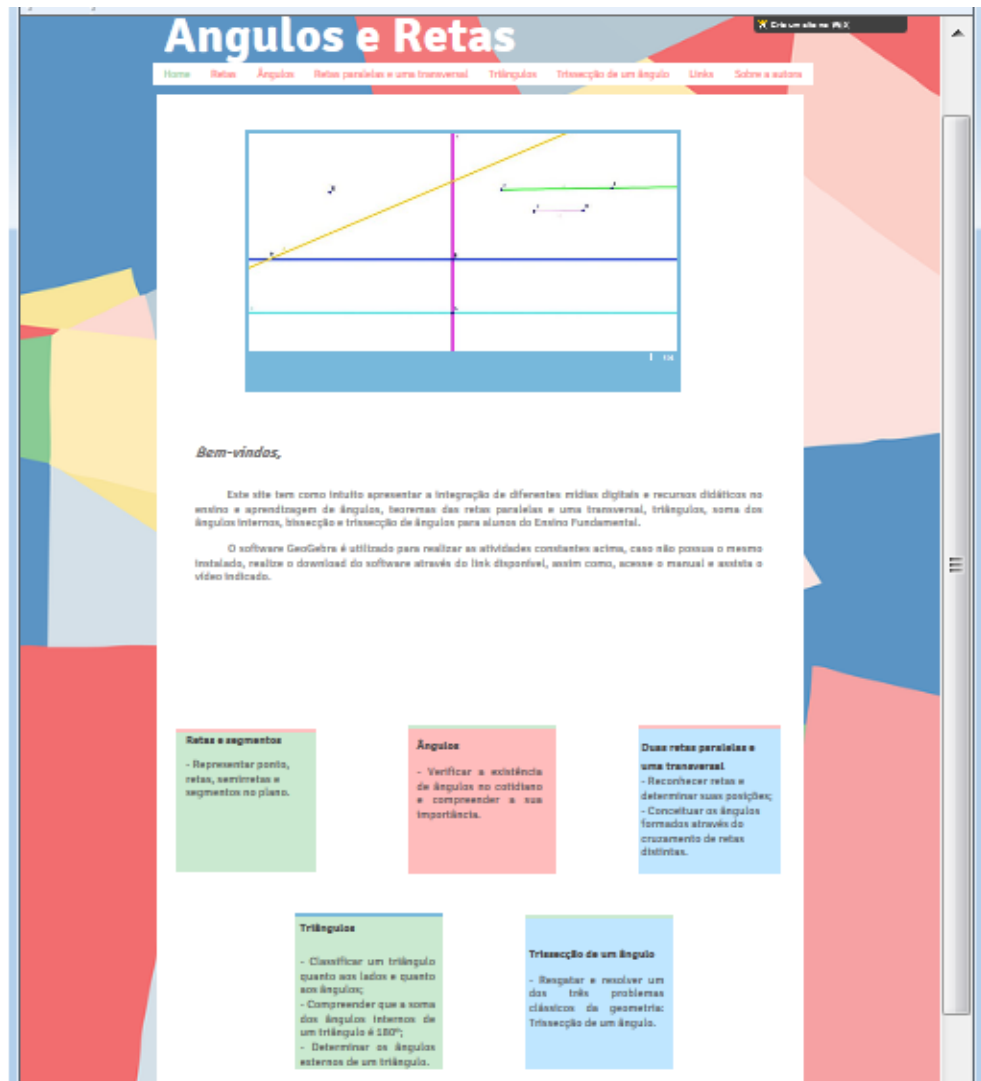 Angulos e Retas
Crie um site no WiX
Home Retas Ângulos Retas paralelas e uma transversal Triângulos Trissecção de um ângulo Links Sobre a autora
Bem-vindos,
Este site tem como intuito apresentar a integração de diferentes mídias digitais e recursos didáticos no
ensino e aprendizagem de ângulos, teoremas das retas paralelas e uma transversal, triângulos, soma dos
ângulos internos, bissecção e trissecção de ângulos para alunos do Ensino Fundamental.
O software GeoGebra é utilizado para realizar as atividades constantes acima, caso não possua o mesmo
instalado, realize o download do software através do link disponível, assim como, acesse o manual e assista o
vídeo indicado.
Retas e segmentos
- Representar ponto,
retas, semirretas e
segmentos no plano.
Ângulos
- Verificar a existência
de ângulos no cotidiano
e compreender a sua
importância.
Duas retas paralelas e
uma transversal
- Reconhecer retas e
determinar suas posições;
- Conceituar os ângulos
formados através do
cruzamento de retas
distintas.
Triângulos
- Classificar um triângulo
quanto aos lados e quanto
aos ângulos;
- Compreender que a soma
dos ângulos internos de
um triângulo é 180º;
- Determinar os ângulos
externos de um triângulo.
Trissecção de um ângulo
- Resgatar e resolver um
dos três problemas
clássicos da geometria:
Trissecção de um ângulo.